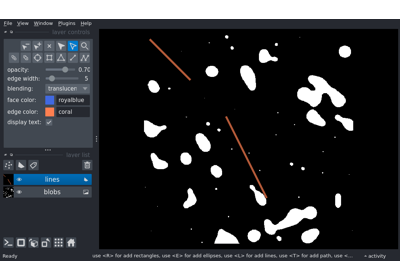 File View Window Plugins Help
layer controls
opacity: 0.70
edge width: 5
blending: translucen
face color: royalblue
edge color: coral
display text:
layer list
lines
blobs
Ready use <R> for add rectangles, use <E> for add ellipses, use <L> for add lines, use <T> for add path, use <... activity